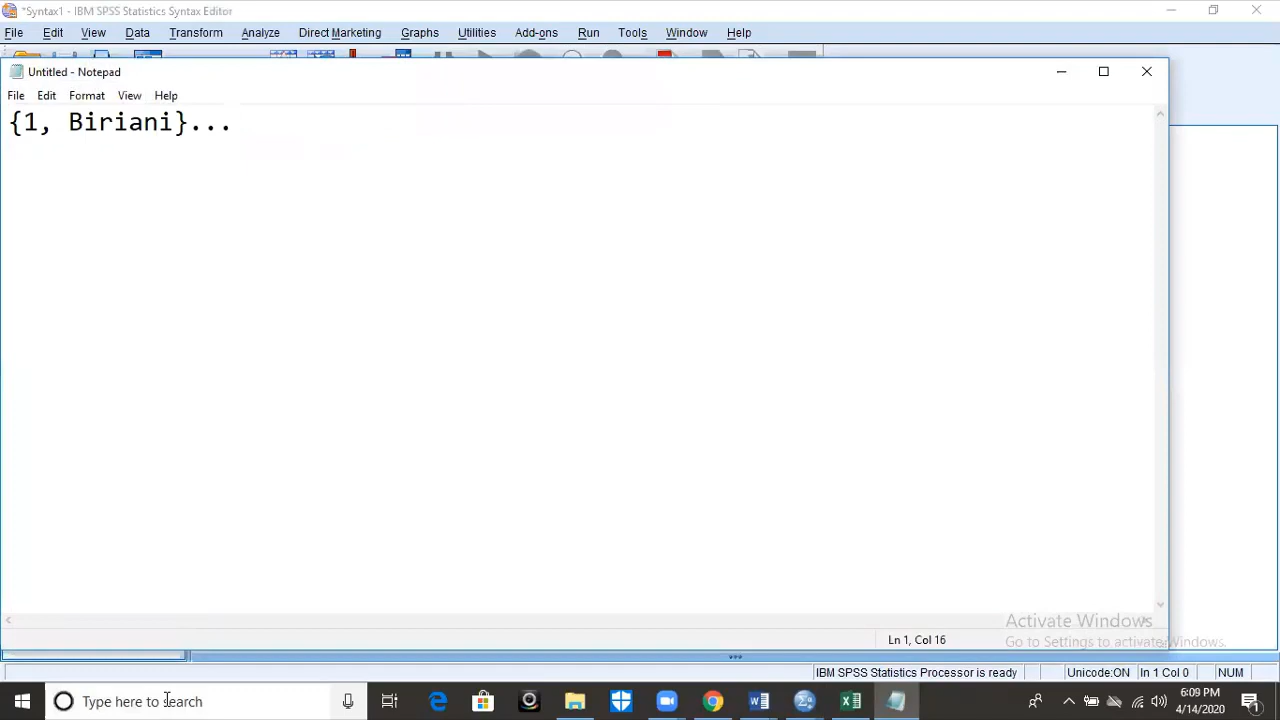 *Syntax1 - IBM SPSS Statistics Syntax Editor
File Edit View Data Transform Analyze Direct Marketing Graphs Utilities Add-ons Run Tools Window Help
Untitled - Notepad
File Edit Format View Help
{1, Biriani}...
Ln 1, Col 16
Activate Windows
Go to Settings to activate Windows.
IBM SPSS Statistics Processor is ready Unicode:ON In 1 Col 0 NUM
Type here to search
6:09 PM
4/14/2020
1